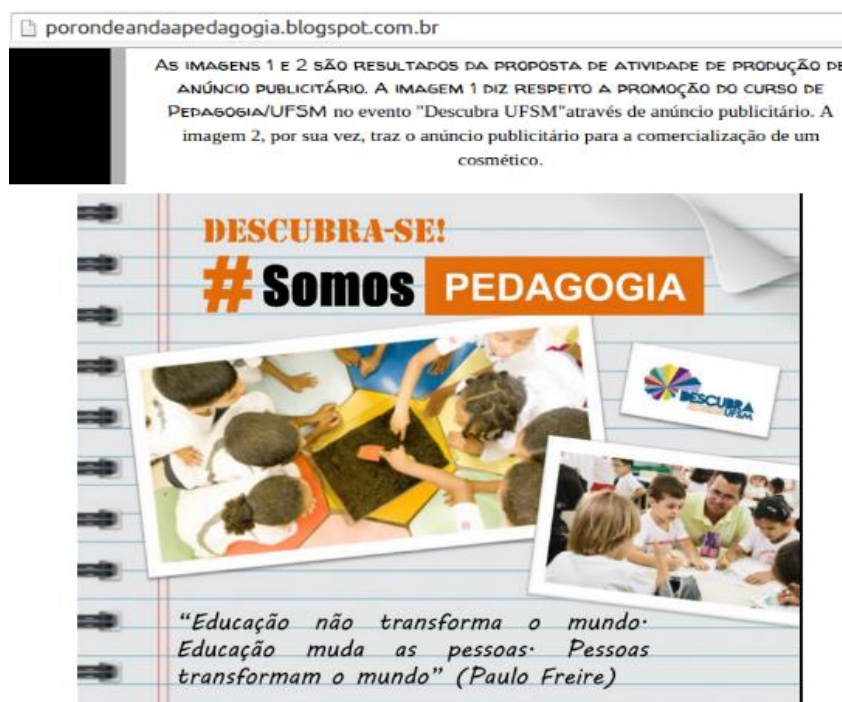 porondeandaapedagogia.blogspot.com.br
AS IMAGENS 1 E 2 SÃO RESULTADOS DA PROPOSTA DE ATIVIDADE DE PRODUÇÃO DE
ANÚNCIO PUBLICITÁRIO. A IMAGEM 1 DIZ RESPEITO A PROMOÇÃO DO CURSO DE
PEDAGOGIA/UFSM no evento "Descubra UFSM"através de anúncio publicitário. A
imagem 2, por sua vez, traz o anúncio publicitário para a comercialização de um
cosmético.
DESCUBRA-SE!
#Somos PEDAGOGIA
DESCUBRA
UFSM
“Educação não transforma o mundo.
Educação muda as pessoas. Pessoas
transformam o mundo” (Paulo Freire)